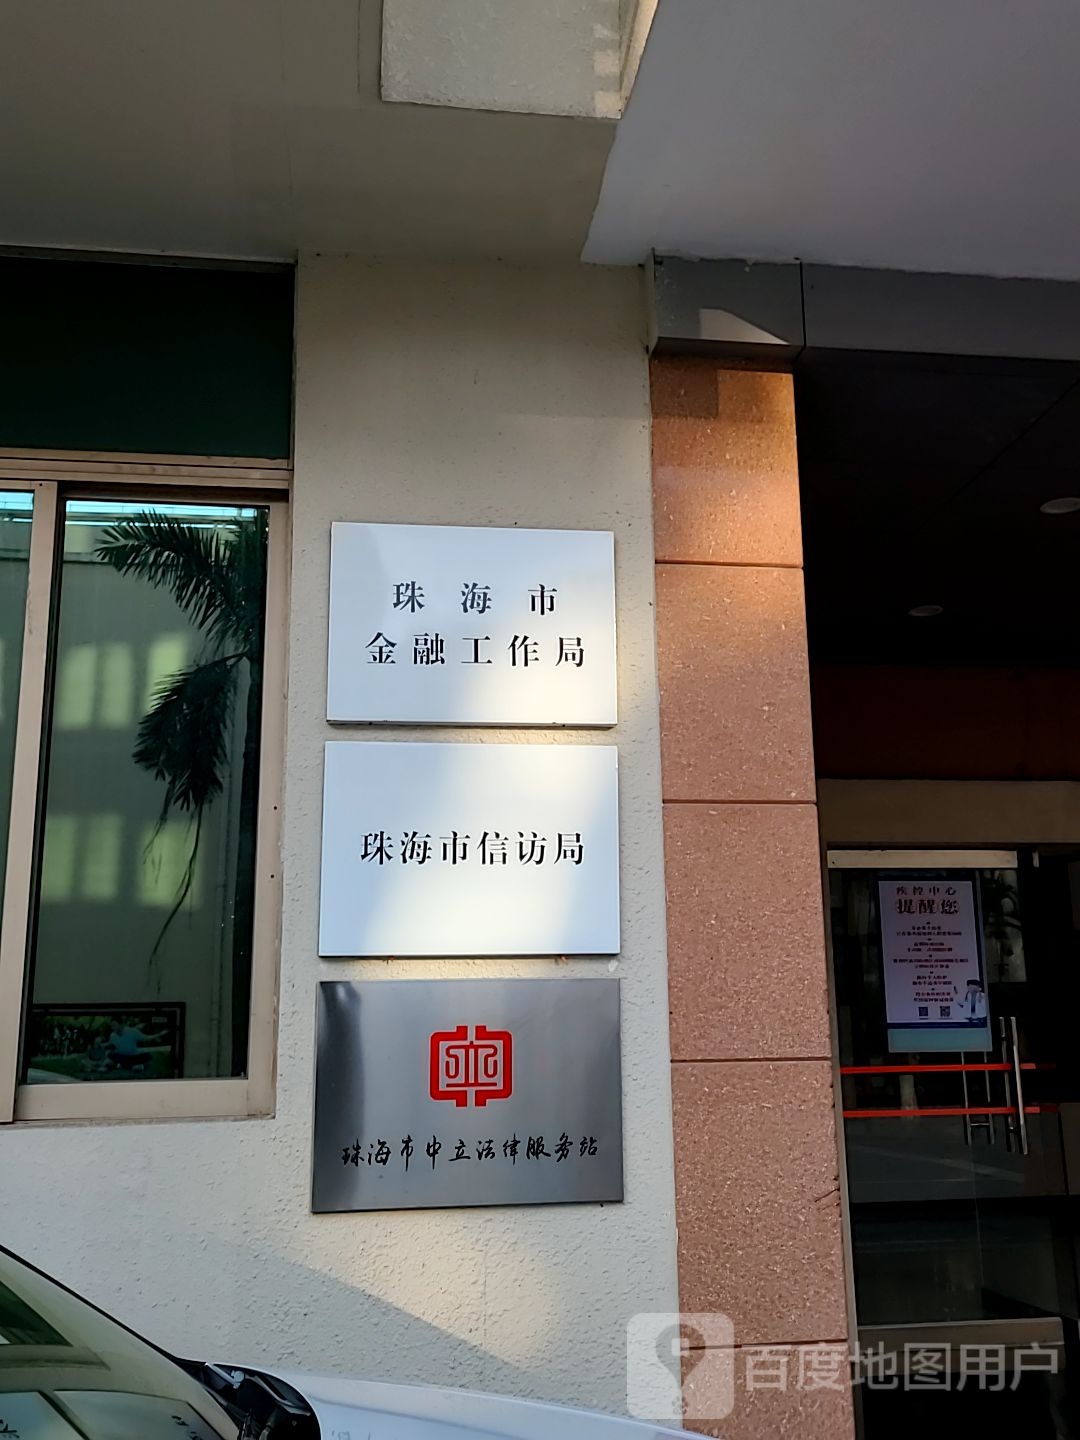 珠海市
金融工作局
珠海市信访局
珠海市中立法律服务站
疾控中心
提醒您
百度地图用户